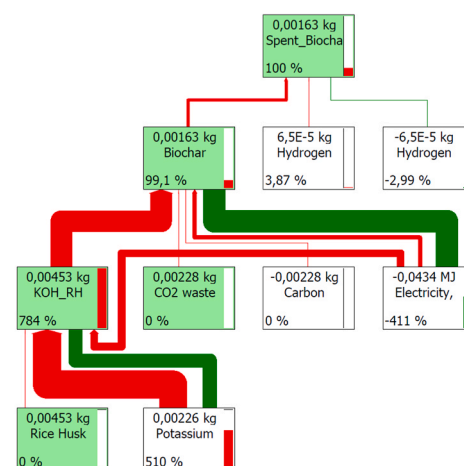 0,00163 kg
Spent_Biocha
100 %
0,00163 kg
Biochar
99,1 %
6,5E-5 kg
Hydrogen
3,87 %
-6,5E-5 kg
Hydrogen
-2,99 %
0,00453 kg
KOH_RH
784 %
0,00228 kg
CO2 waste
0 %
-0,00228 kg
Carbon
0 %
-0,0434 MJ
Electricity,
-411 %
0,00453 kg
Rice Husk
0 %
0,00226 kg
Potassium
510 %